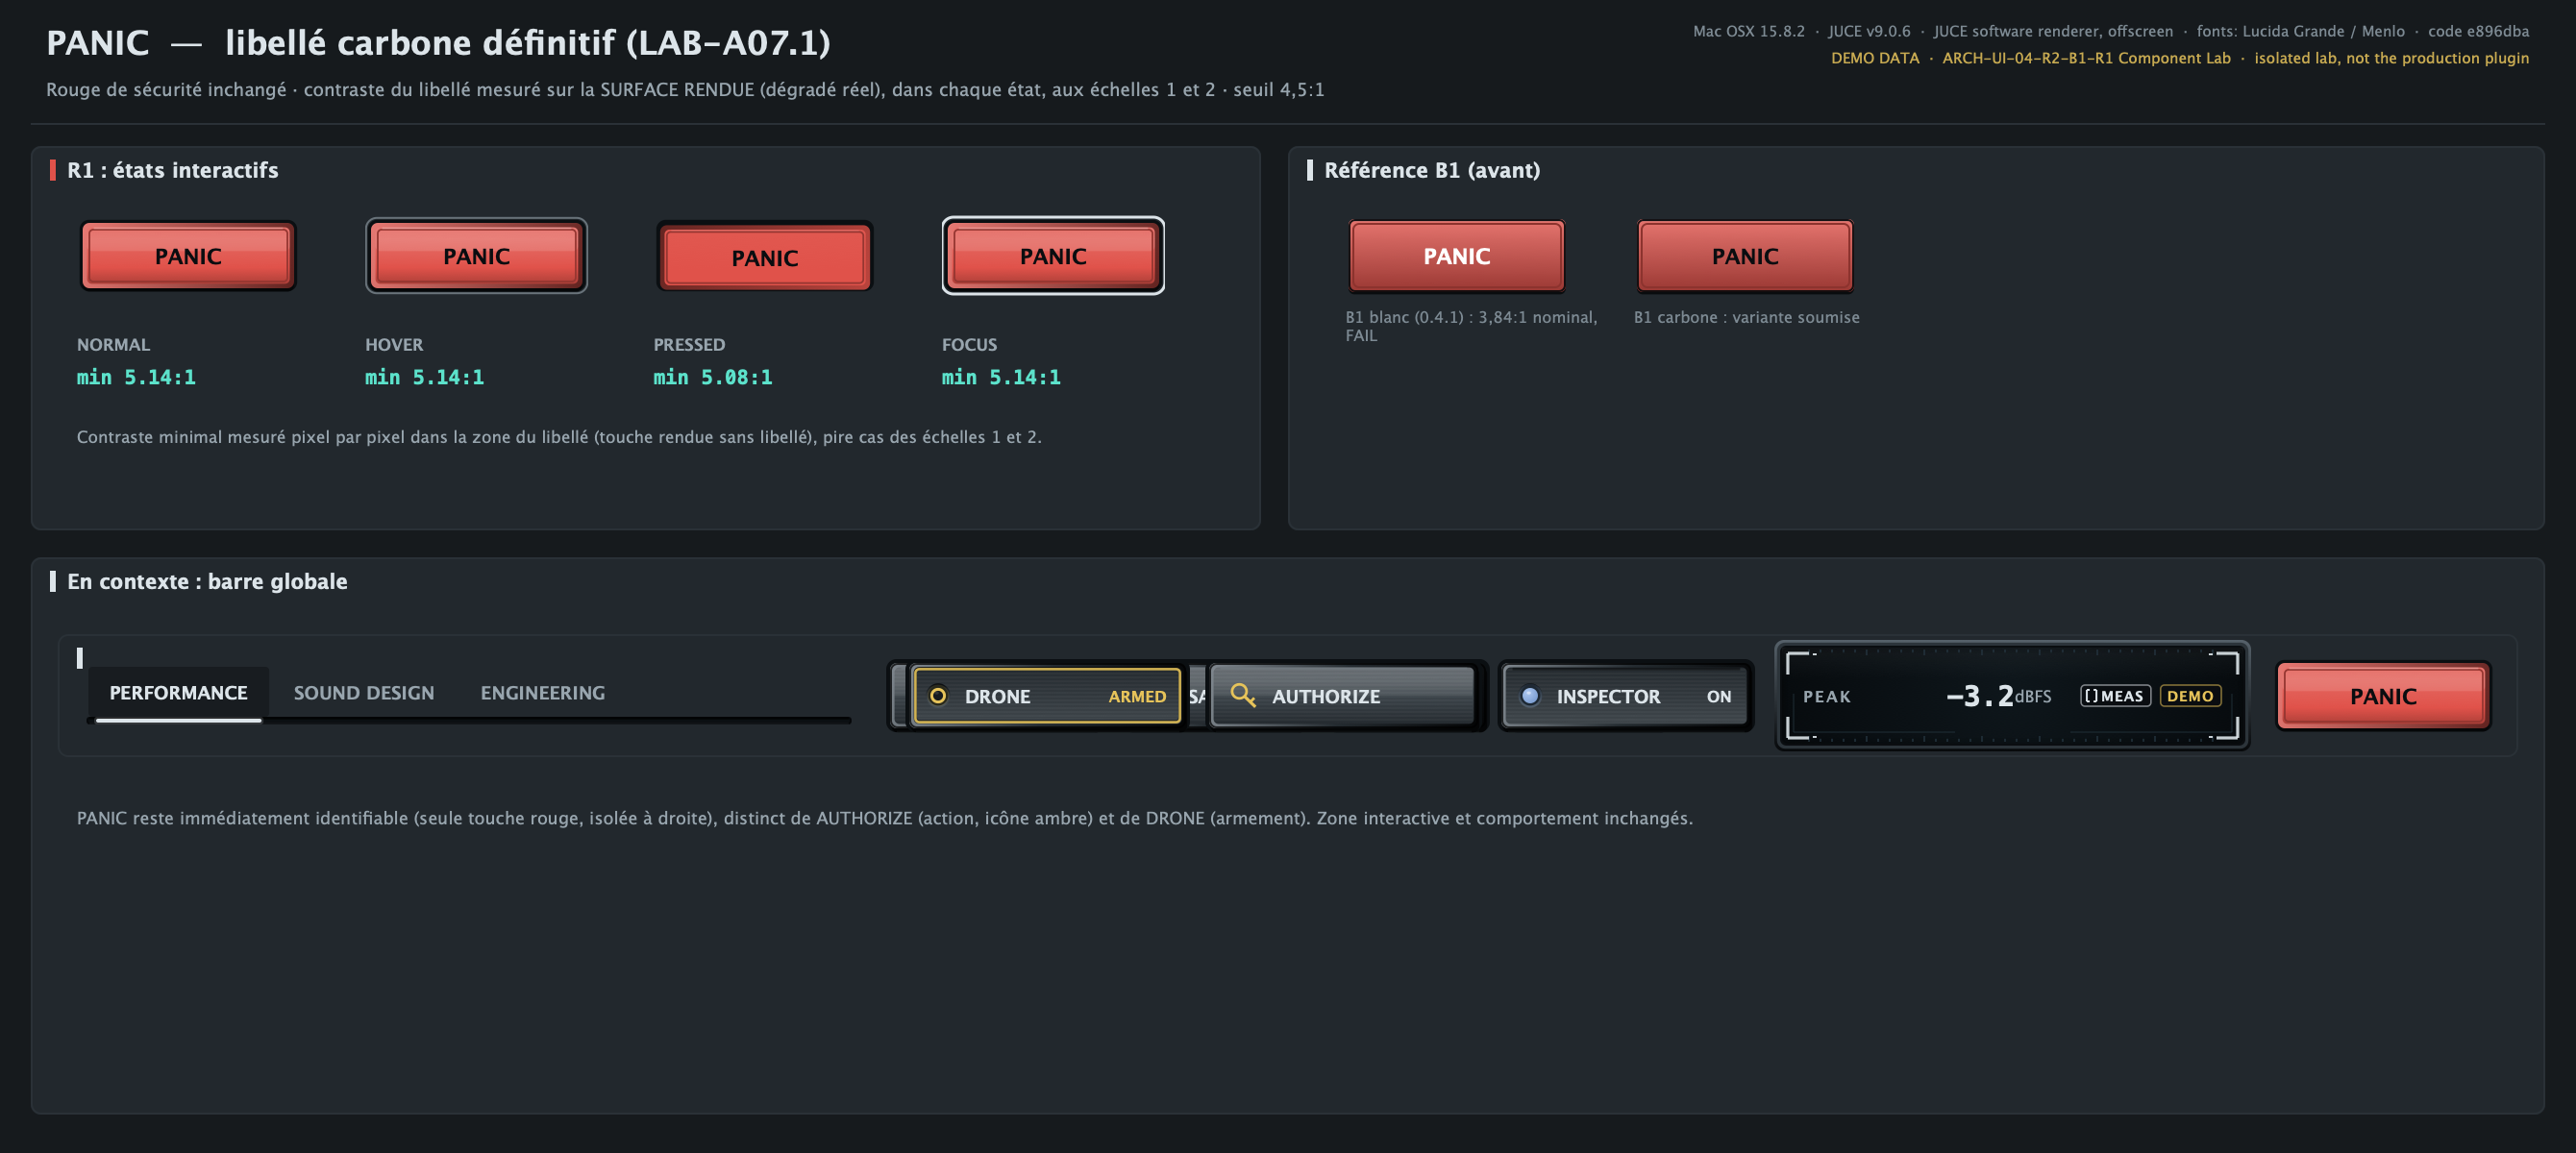 PANIC — libellé carbone définitif (LAB-A07.1)
Mac OSX 15.8.2 · JUCE v9.0.6 · JUCE software renderer, offscreen · fonts: Lucida Grande / Menlo · code e896dba
DEMO DATA · ARCH-UI-04-R2-B1-R1 Component Lab · isolated lab, not the production plugin
Rouge de sécurité inchangé · contraste du libellé mesuré sur la SURFACE RENDUE (dégradé réel), dans chaque état, aux échelles 1 et 2 · seuil 4,5:1
R1 : états interactifs
PANIC PANIC PANIC PANIC
NORMAL HOVER PRESSED FOCUS
min 5.14:1 min 5.14:1 min 5.08:1 min 5.14:1
Contraste minimal mesuré pixel par pixel dans la zone du libellé (touche rendue sans libellé), pire cas des échelles 1 et 2.
Référence B1 (avant)
PANIC PANIC
B1 blanc (0.4.1) : 3,84:1 nominal,
FAIL
B1 carbone : variante soumise
En contexte : barre globale
PERFORMANCE SOUND DESIGN ENGINEERING DRONE ARMED SA AUTHORIZE INSPECTOR ON PEAK −3.2dBFS [] MEAS DEMO PANIC
PANIC reste immédiatement identifiable (seule touche rouge, isolée à droite), distinct de AUTHORIZE (action, icône ambre) et de DRONE (armement). Zone interactive et comportement inchangés.